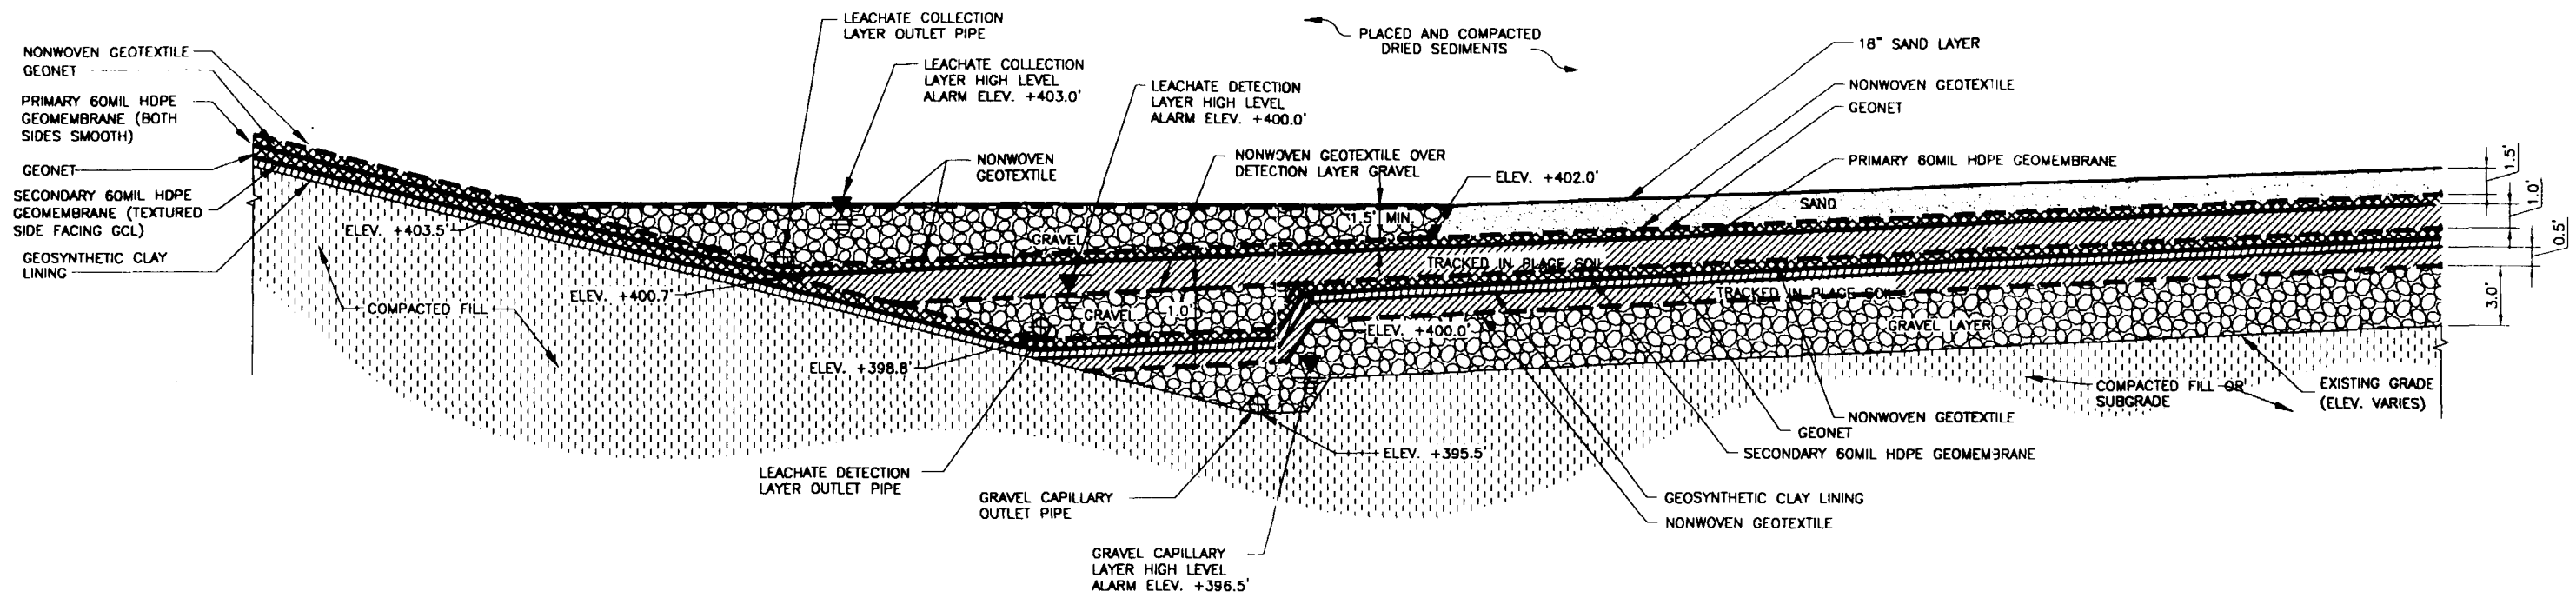 LEACHATE COLLECTION
LAYER OUTLET PIPE
PLACED AND COMPACTED
DRIED SEDIMENTS
18" SAND LAYER
NONWOVEN GEOTEXTILE
GEONET
PRIMARY 60MIL HDPE
GEOMEMBRANE (BOTH
SIDES SMOOTH)
GEONET
SECONDARY 60MIL HDPE
GEOMEMBRANE (TEXTURED
SIDE FACING GCL)
GEOSYNTHETIC CLAY
LINING
LEACHATE COLLECTION
LAYER HIGH LEVEL
ALARM ELEV. +403.0'
LEACHATE DETECTION
LAYER HIGH LEVEL
ALARM ELEV. +400.0'
NONWOVEN
GEOTEXTILE
NONWOVEN GEOTEXTILE OVER
DETECTION LAYER GRAVEL
ELEV. +402.0'
NONWOVEN GEOTEXTILE
GEONET
PRIMARY 60MIL HDPE GEOMEMBRANE
1.5'
1.0'
0.5'
3.0'
ELEV. +403.5'
1.5' MIN.
SAND
GRAVEL
TRACKED IN PLACE SOIL
ELEV. +400.7'
TRACKED IN PLACE SOIL
COMPACTED FILL
GRAVEL
1.0'
ELEV. +400.0'
GRAVEL LAYER
ELEV. +398.8'
COMPACTED FILL OR
SUBGRADE
EXISTING GRADE
(ELEV. VARIES)
NONWOVEN GEOTEXTILE
GEONET
SECONDARY 60MIL HDPE GEOMEMBRANE
ELEV. +395.5'
LEACHATE DETECTION
LAYER OUTLET PIPE
GRAVEL CAPILLARY
OUTLET PIPE
GEOSYNTHETIC CLAY LINING
NONWOVEN GEOTEXTILE
GRAVEL CAPILLARY
LAYER HIGH LEVEL
ALARM ELEV. +396.5'